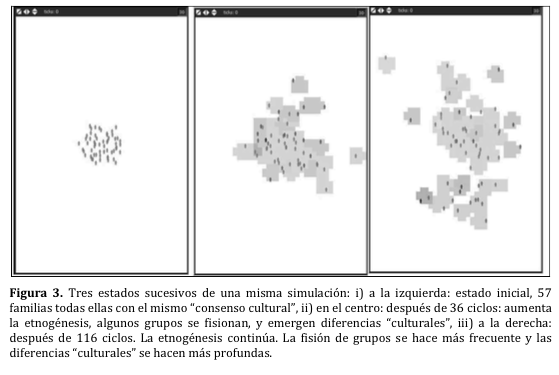 Figura 3. Tres estados sucesivos de una misma simulación: i) a la izquierda: estado inicial, 57
familias todas ellas con el mismo “consenso cultural”, ii) en el centro: después de 36 ciclos: aumenta
la etnogénesis, algunos grupos se fisionan, y emergen diferencias “culturales”, iii) a la derecha:
después de 116 ciclos. La etnogénesis continúa. La fisión de grupos se hace más frecuente y las
diferencias “culturales” se hacen más profundas.